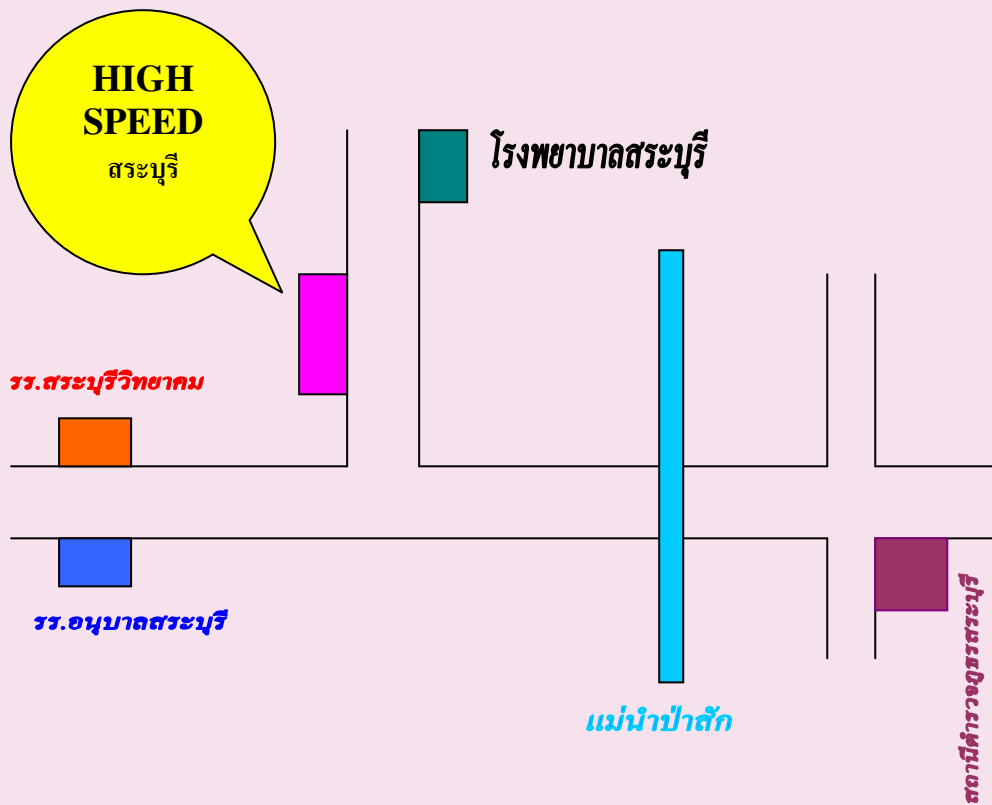 HIGH
SPEED
สระบุรี
โรงพยาบาลสระบุรี
รร.สระบุรีวิทยาคม
รร.อนุบาลสระบุรี
แม่นำป่าสัก
สถานีตำรวจภูธรสระบุรี